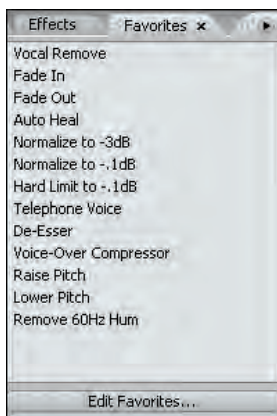 Effects Favorites ×
Vocal Remove
Fade In
Fade Out
Auto Heal
Normalize to -3dB
Normalize to -.1dB
Hard Limit to -.1dB
Telephone Voice
De-Esser
Voice-Over Compressor
Raise Pitch
Lower Pitch
Remove 60Hz Hum
Edit Favorites...